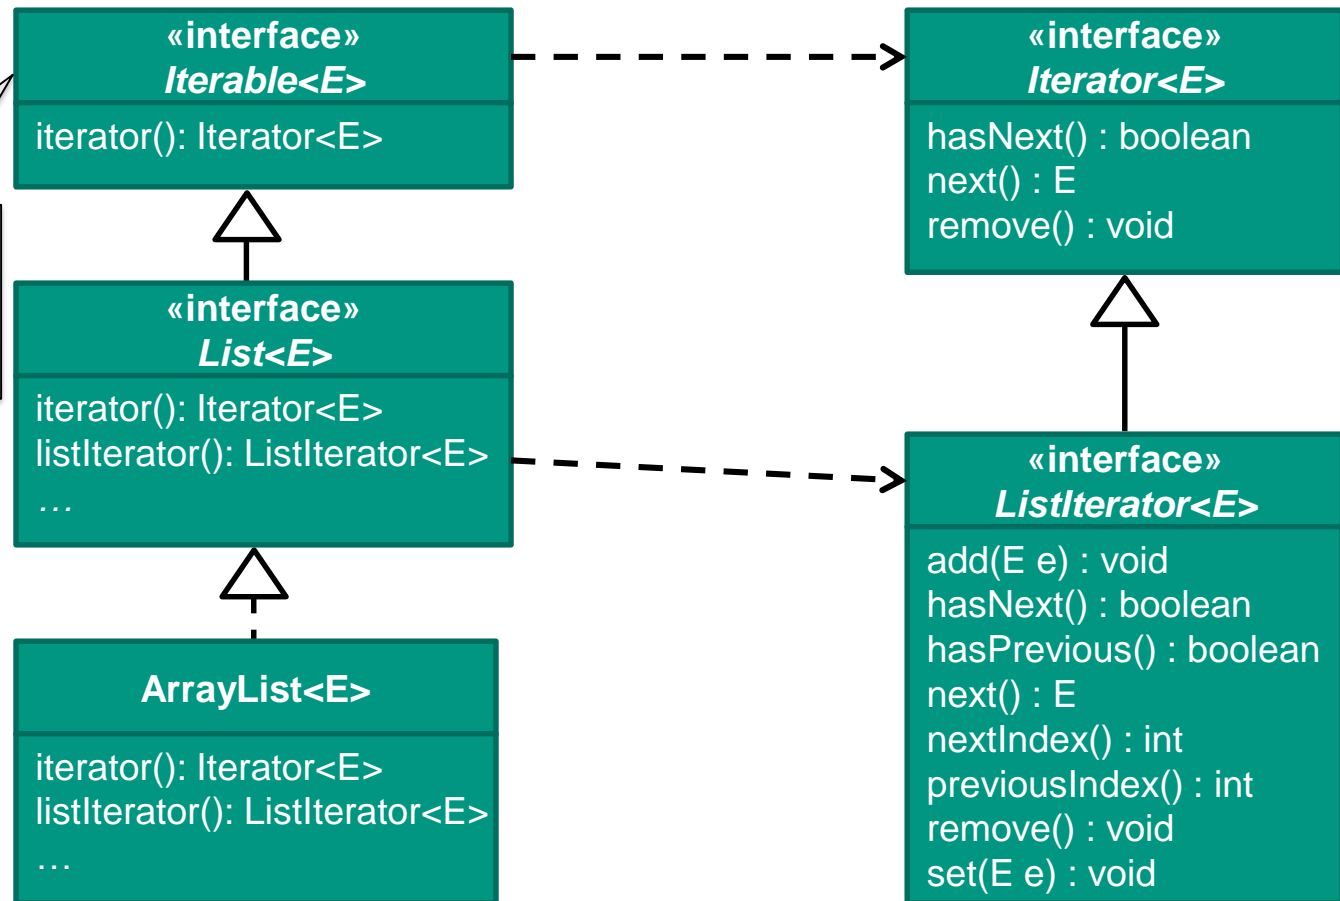 «interface»
Iterable<E>
iterator(): Iterator<E>
«interface»
List<E>
iterator(): Iterator<E>
listIterator(): ListIterator<E>
…
ArrayList<E>
iterator(): Iterator<E>
listIterator(): ListIterator<E>
…
«interface»
Iterator<E>
hasNext() : boolean
next() : E
remove() : void
«interface»
ListIterator<E>
add(E e) : void
hasNext() : boolean
hasPrevious() : boolean
next() : E
nextIndex() : int
previousIndex() : int
remove() : void
set(E e) : void